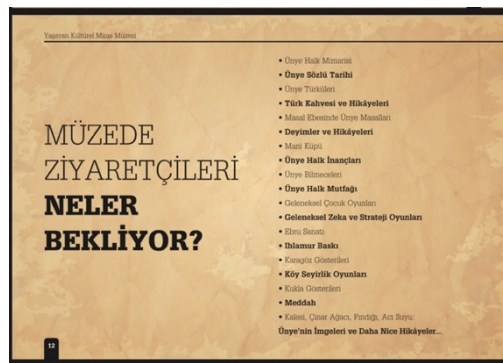 Yaşayan Kültürel Miras Müzesi
MÜZEDE
ZİYARETÇİLERİ
NELER
BEKLİYOR?
• Ünye Halk Mimarisi
• Ünye Sözlü Tarihi
• Ünye Türküleri
• Türk Kahvesi ve Hikâyeleri
• Masal Ebesinde Ünye Masalları
• Deyimler ve Hikâyeleri
• Mani Küpü
• Ünye Halk İnançları
• Ünye Bilmeceleri
• Ünye Halk Mutfağı
• Geleneksel Çocuk Oyunları
• Geleneksel Zeka ve Strateji Oyunları
• Ebru Sanatı
• Ihlamur Baskı
• Karagöz Gösterileri
• Köy Seyirlik Oyunları
• Kukla Gösterileri
• Meddah
• Kalesi, Çınar Ağacı, Fındığı, Acı Suyu:
Ünye'nin İmgeleri ve Daha Nice Hikâyeler...
12